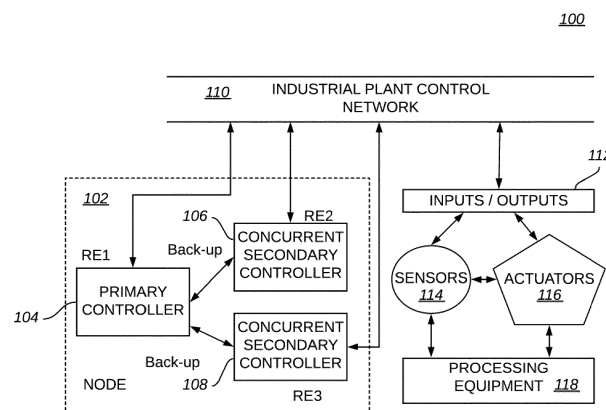 100
110 INDUSTRIAL PLANT CONTROL
NETWORK
112
102
INPUTS / OUTPUTS
106
RE2
CONCURRENT
SECONDARY
CONTROLLER
Back-up
RE1
PRIMARY
CONTROLLER
104
SENSORS
114
ACTUATORS
116
CONCURRENT
SECONDARY
CONTROLLER
Back-up
108
NODE
RE3
PROCESSING
EQUIPMENT 118